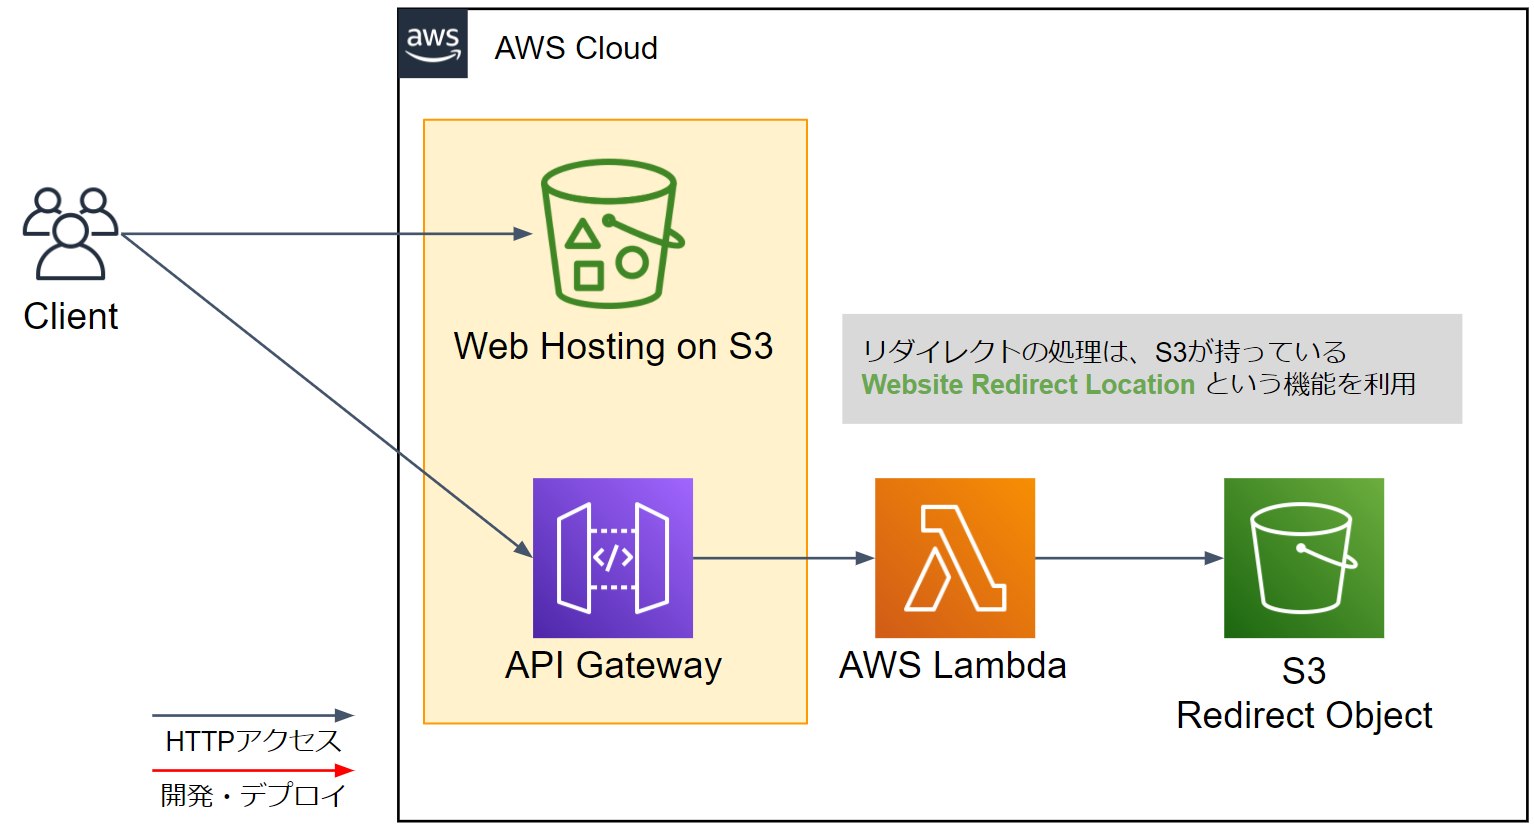 aws
AWS Cloud
Client
Web Hosting on S3
リダイレクトの処理は、S3が持っている
Website Redirect Location という機能を利用
</>
API Gateway
AWS Lambda
S3
Redirect Object
HTTPアクセス
開発・デプロイ